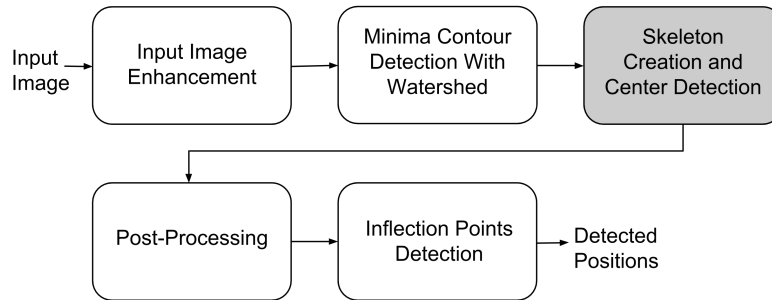 Input
Image
Input Image
Enhancement
Minima Contour
Detection With
Watershed
Skeleton
Creation and
Center Detection
Post-Processing
Inflection Points
Detection
Detected
Positions